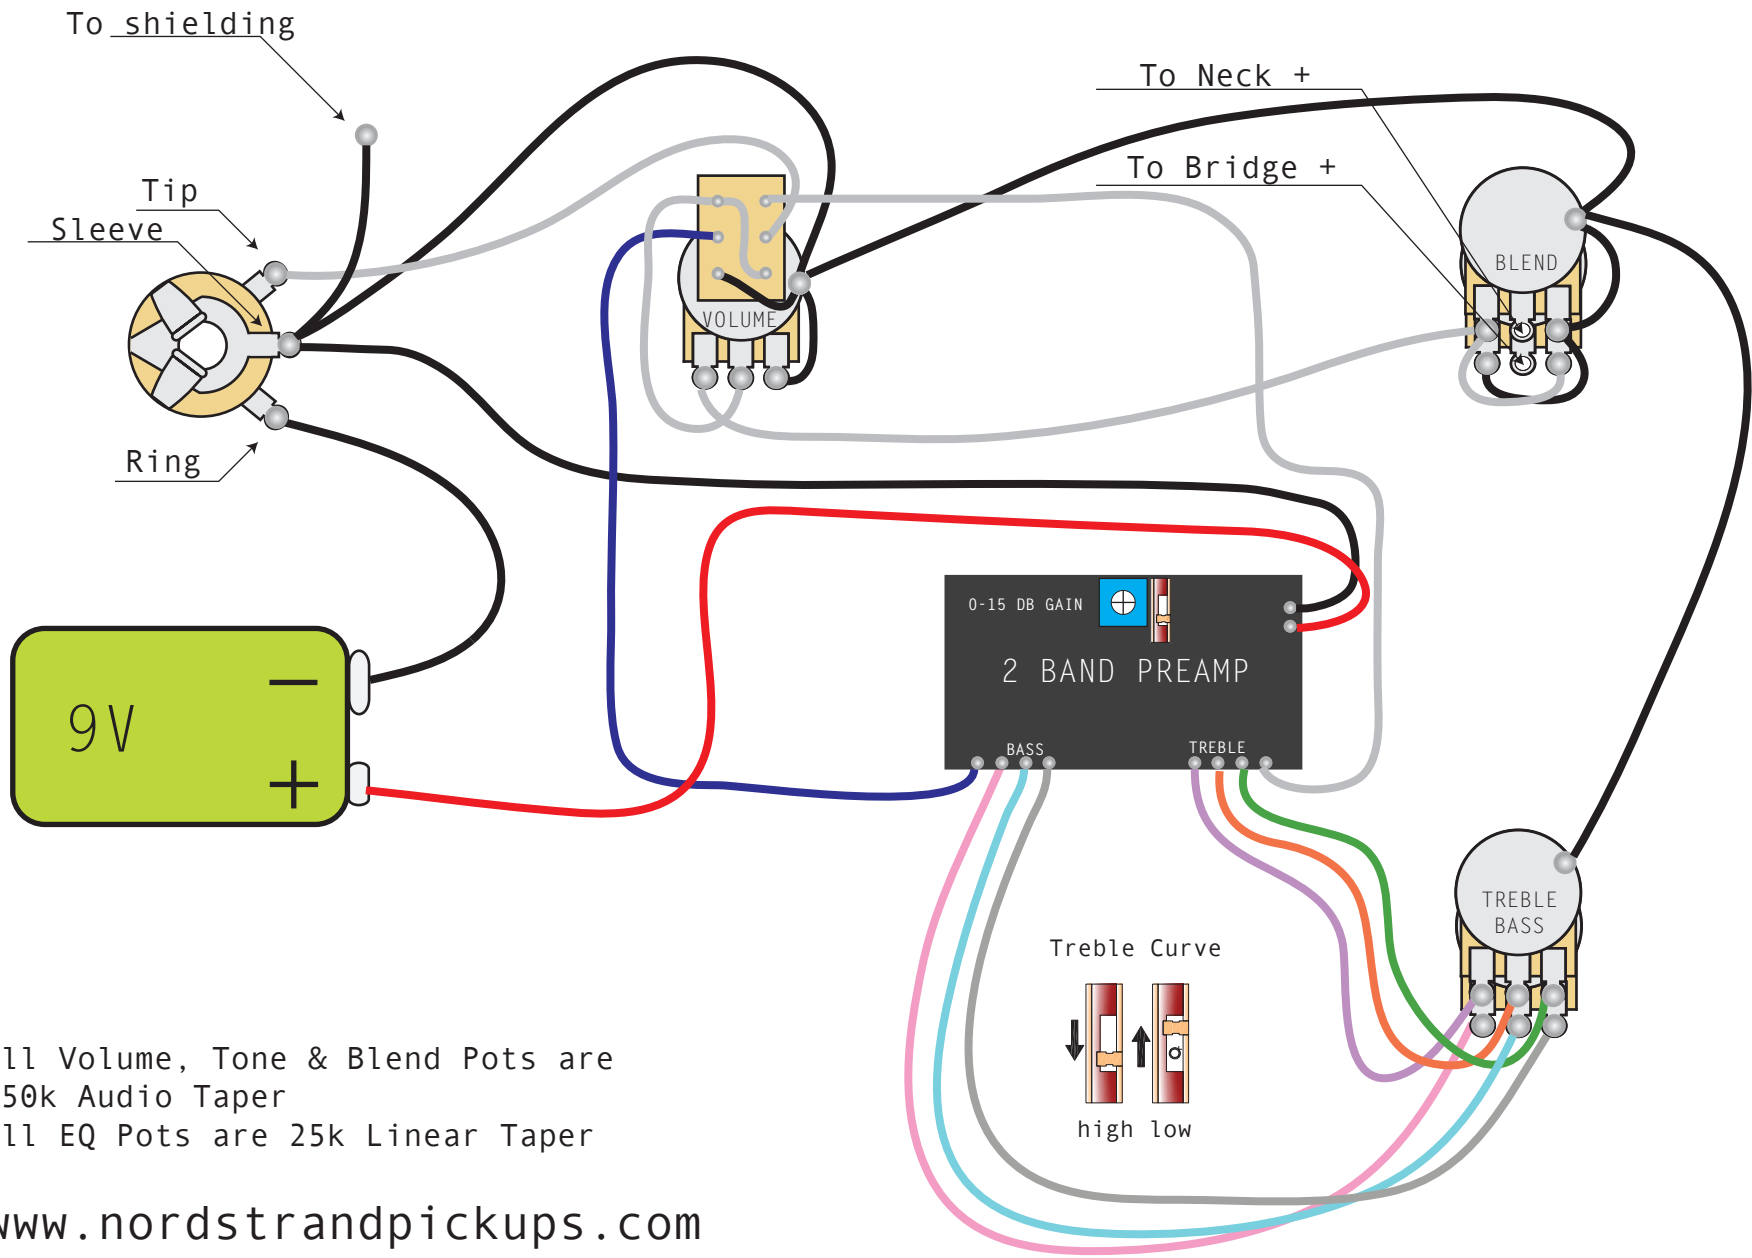 To shielding
To Neck +
To Bridge +
Tip
Sleeve
Ring
VOLUME
BLEND
9V
−
+
0-15 DB GAIN
2 BAND PREAMP
BASS
TREBLE
TREBLE
BASS
Treble Curve
high low
ll Volume, Tone & Blend Pots are
50k Audio Taper
ll EQ Pots are 25k Linear Taper
www.nordstrandpickups.com